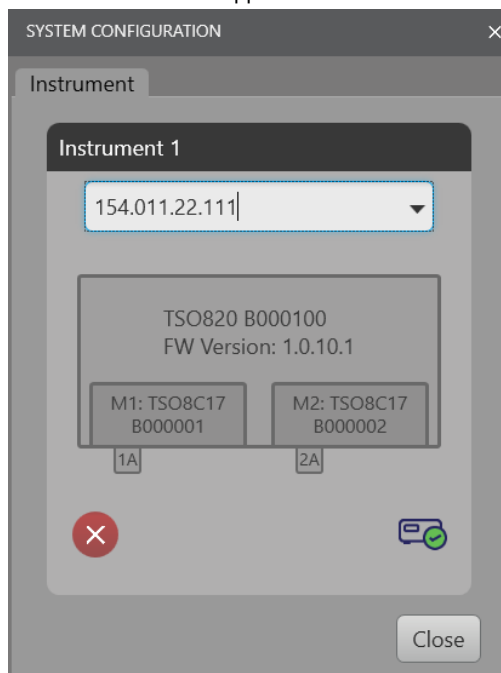 SYSTEM CONFIGURATION
Instrument
Instrument 1
154.011.22.111
TSO820 B000100
FW Version: 1.0.10.1
M1: TSO8C17
B000001
M2: TSO8C17
B000002
1A
2A
Close